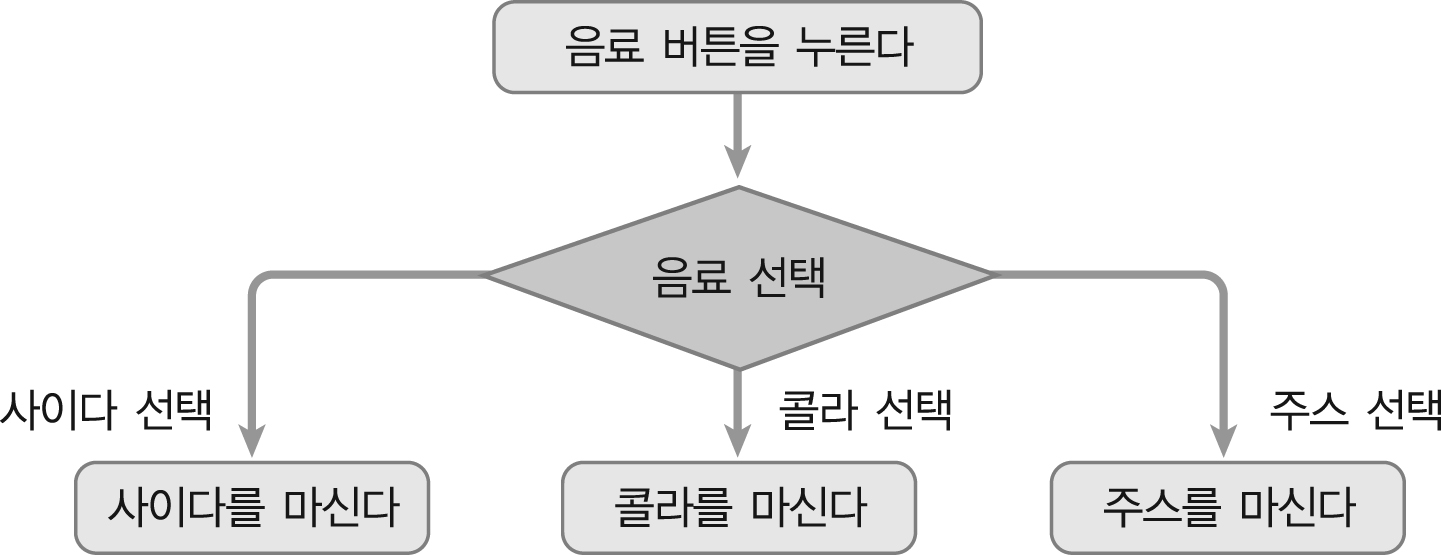 음료 버튼을 누른다
음료 선택
사이다 선택
콜라 선택
주스 선택
사이다를 마신다
콜라를 마신다
주스를 마신다